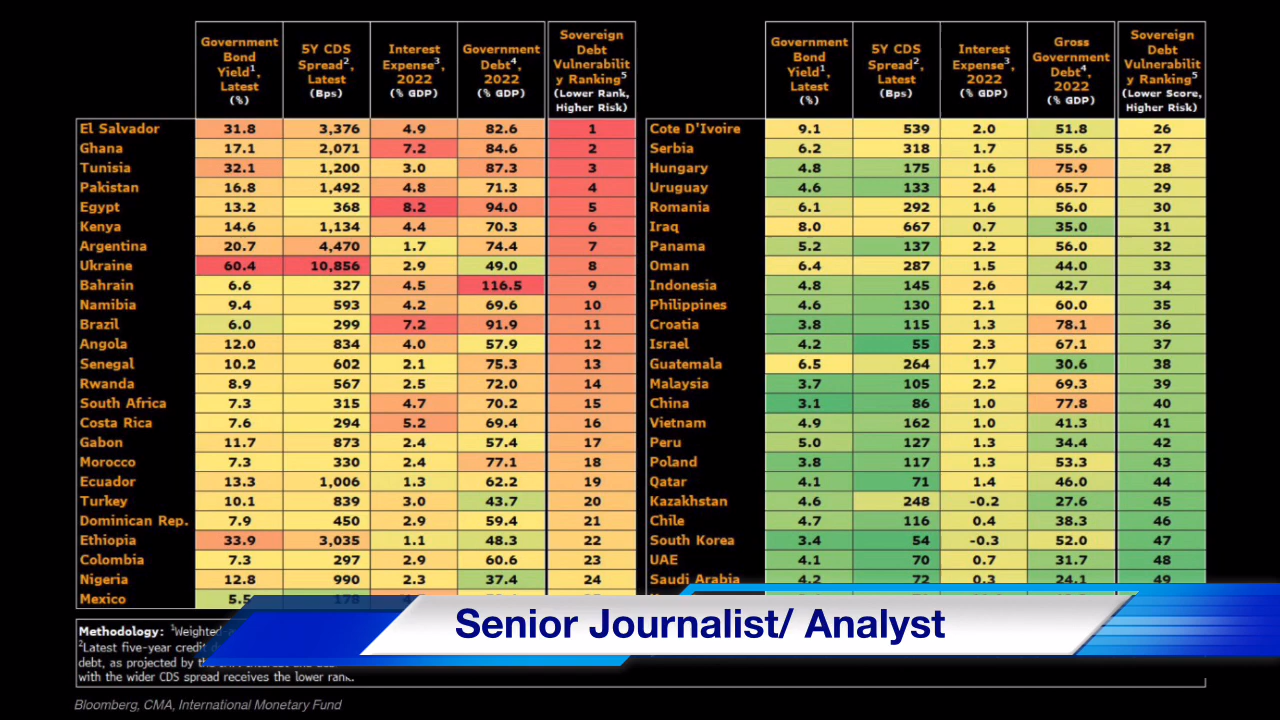 Government Bond Yield1, Latest (%) 5Y CDS Spread2, Latest (Bps) Interest Expense3, 2022 (% GDP) Government Debt4, 2022 (% GDP) Sovereign Debt Vulnerability Ranking5 (Lower Rank, Higher Risk)
El Salvador 31.8 3,376 4.9 82.6 1
Ghana 17.1 2,071 7.2 84.6 2
Tunisia 32.1 1,200 3.0 87.3 3
Pakistan 16.8 1,492 4.8 71.3 4
Egypt 13.2 368 8.2 94.0 5
Kenya 14.6 1,134 4.4 70.3 6
Argentina 20.7 4,470 1.7 74.4 7
Ukraine 60.4 10,856 2.9 49.0 8
Bahrain 6.6 327 4.5 116.5 9
Namibia 9.4 593 4.2 69.6 10
Brazil 6.0 299 7.2 91.9 11
Angola 12.0 834 4.0 57.9 12
Senegal 10.2 602 2.1 75.3 13
Rwanda 8.9 567 2.5 72.0 14
South Africa 7.3 315 4.7 70.2 15
Costa Rica 7.6 294 5.2 69.4 16
Gabon 11.7 873 2.4 57.4 17
Morocco 7.3 330 2.4 77.1 18
Ecuador 13.3 1,006 1.3 62.2 19
Turkey 10.1 839 3.0 43.7 20
Dominican Rep. 7.9 450 2.9 59.4 21
Ethiopia 33.9 3,035 1.1 48.3 22
Colombia 7.3 297 2.9 60.6 23
Nigeria 12.8 990 2.3 37.4 24
Mexico 5.5 178
Government Bond Yield1, Latest (%) 5Y CDS Spread2, Latest (Bps) Interest Expense3, 2022 (% GDP) Gross Government Debt4, 2022 (% GDP) Sovereign Debt Vulnerability Ranking5 (Lower Score, Higher Risk)
Cote D'Ivoire 9.1 539 2.0 51.8 26
Serbia 6.2 318 1.7 55.6 27
Hungary 4.8 175 1.6 75.9 28
Uruguay 4.6 133 2.4 65.7 29
Romania 6.1 292 1.6 56.0 30
Iraq 8.0 667 0.7 35.0 31
Panama 5.2 137 2.2 56.0 32
Oman 6.4 287 1.5 44.0 33
Indonesia 4.8 145 2.6 42.7 34
Philippines 4.6 130 2.1 60.0 35
Croatia 3.8 115 1.3 78.1 36
Israel 4.2 55 2.3 67.1 37
Guatemala 6.5 264 1.7 30.6 38
Malaysia 3.7 105 2.2 69.3 39
China 3.1 86 1.0 77.8 40
Vietnam 4.9 162 1.0 41.3 41
Peru 5.0 127 1.3 34.4 42
Poland 3.8 117 1.3 53.3 43
Qatar 4.1 71 1.4 46.0 44
Kazakhstan 4.6 248 -0.2 27.6 45
Chile 4.7 116 0.4 38.3 46
South Korea 3.4 54 -0.3 52.0 47
UAE 4.1 70 0.7 31.7 48
Saudi Arabia 4.2 72 0.3 24.1 49
Senior Journalist/ Analyst
Methodology: 1Weighted
2Latest five-year credit
debt, as projected by the
with the wider CDS spread receives the lower rank.
Bloomberg, CMA, International Monetary Fund